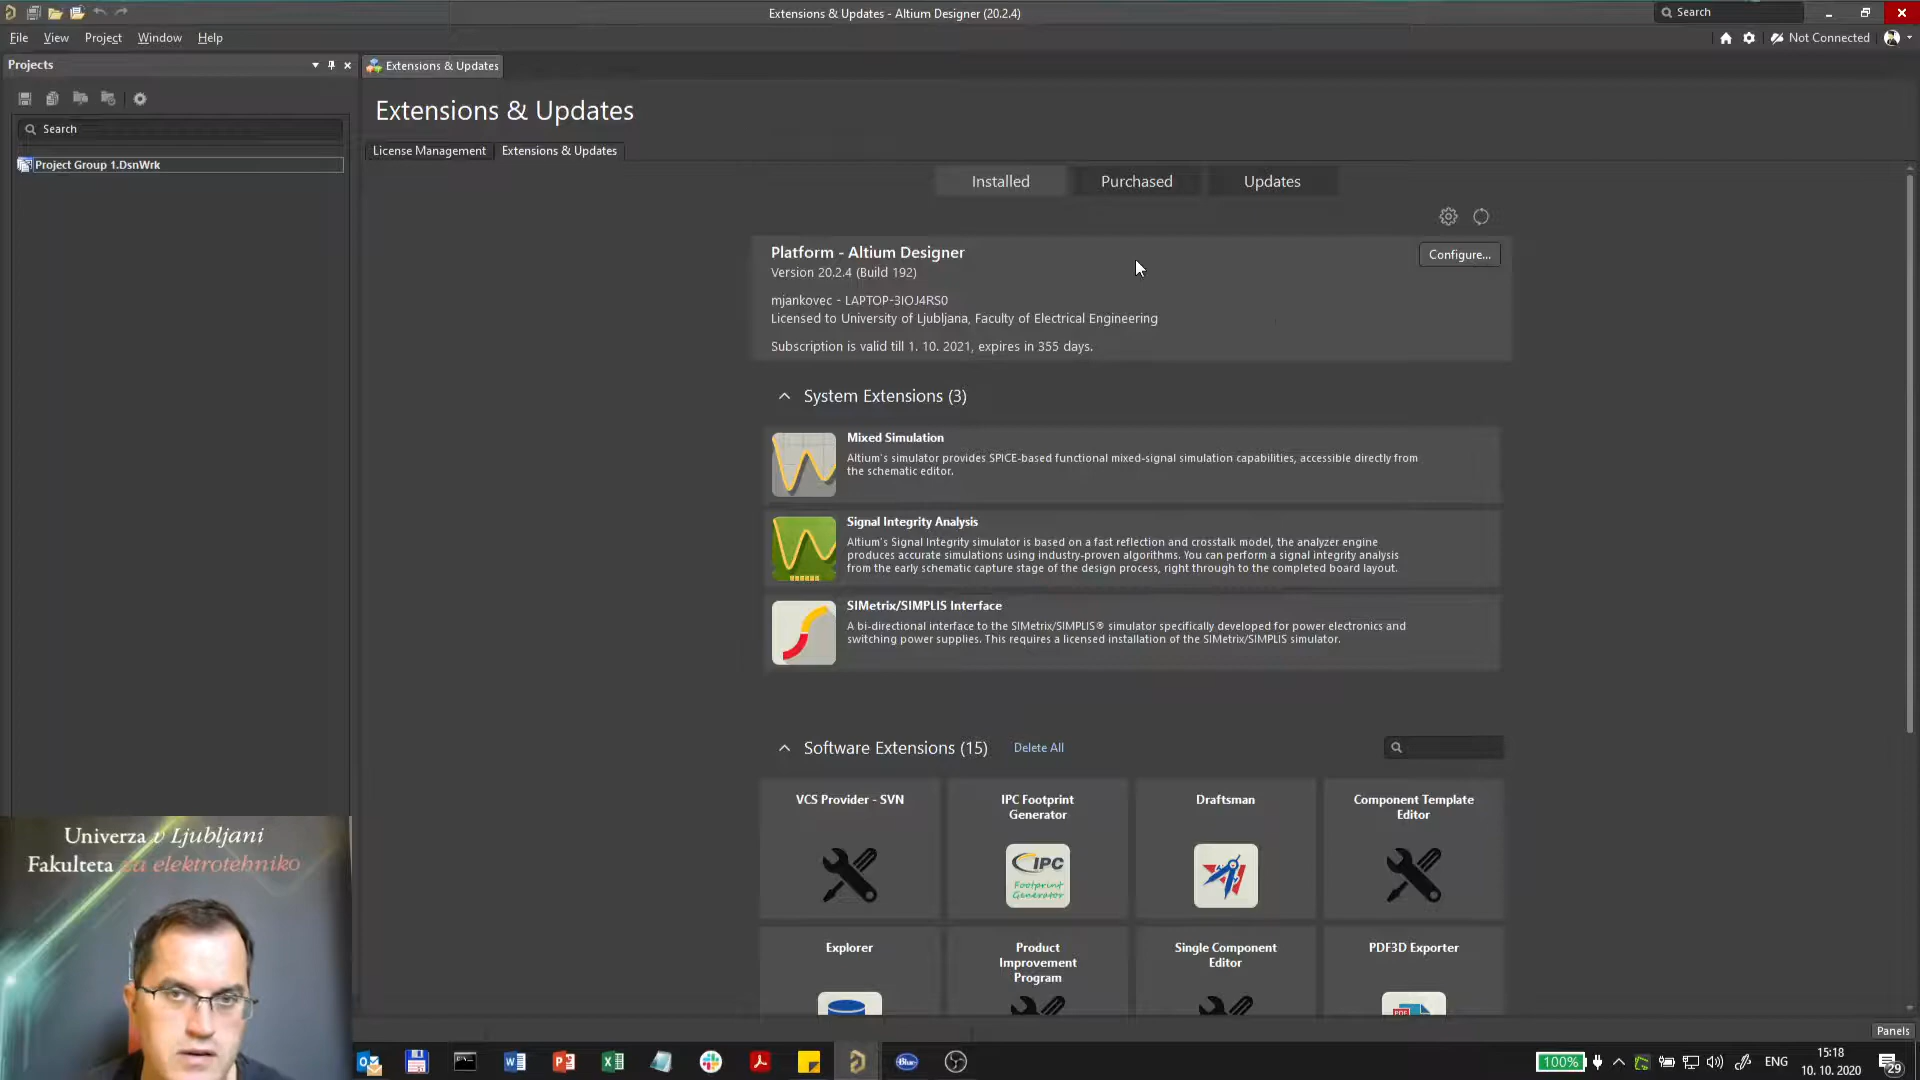 Extensions & Updates - Altium Designer (20.2.4)
Search
File View Project Window Help
Not Connected
Projects
Extensions & Updates
Search
Project Group 1.DsnWrk
Extensions & Updates
License Management Extensions & Updates
Installed Purchased Updates
Platform - Altium Designer
Configure...
Version 20.2.4 (Build 192)
mjankovec - LAPTOP-3IOJ4RS0
Licensed to University of Ljubljana, Faculty of Electrical Engineering
Subscription is valid till 1. 10. 2021, expires in 355 days.
System Extensions (3)
Mixed Simulation
Altium's simulator provides SPICE-based functional mixed-signal simulation capabilities, accessible directly from
the schematic editor.
Signal Integrity Analysis
Altium's Signal Integrity simulator is based on a fast reflection and crosstalk model, the analyzer engine
produces accurate simulations using industry-proven algorithms. You can perform a signal integrity analysis
from the early schematic capture stage of the design process, right through to the completed board layout.
SIMetrix/SIMPLIS Interface
A bi-directional interface to the SIMetrix/SIMPLIS® simulator specifically developed for power electronics and
switching power supplies. This requires a licensed installation of the SIMetrix/SIMPLIS simulator.
Software Extensions (15) Delete All
VCS Provider - SVN
IPC Footprint
Generator
Draftsman
Component Template
Editor
IPC
Footprint
Generator
Explorer
Product
Improvement
Program
Single Component
Editor
PDF3D Exporter
PDF
Univerza v Ljubljani
Fakulteta za elektrotehniko
Panels
100%
ENG
15:18
10. 10. 2020
29